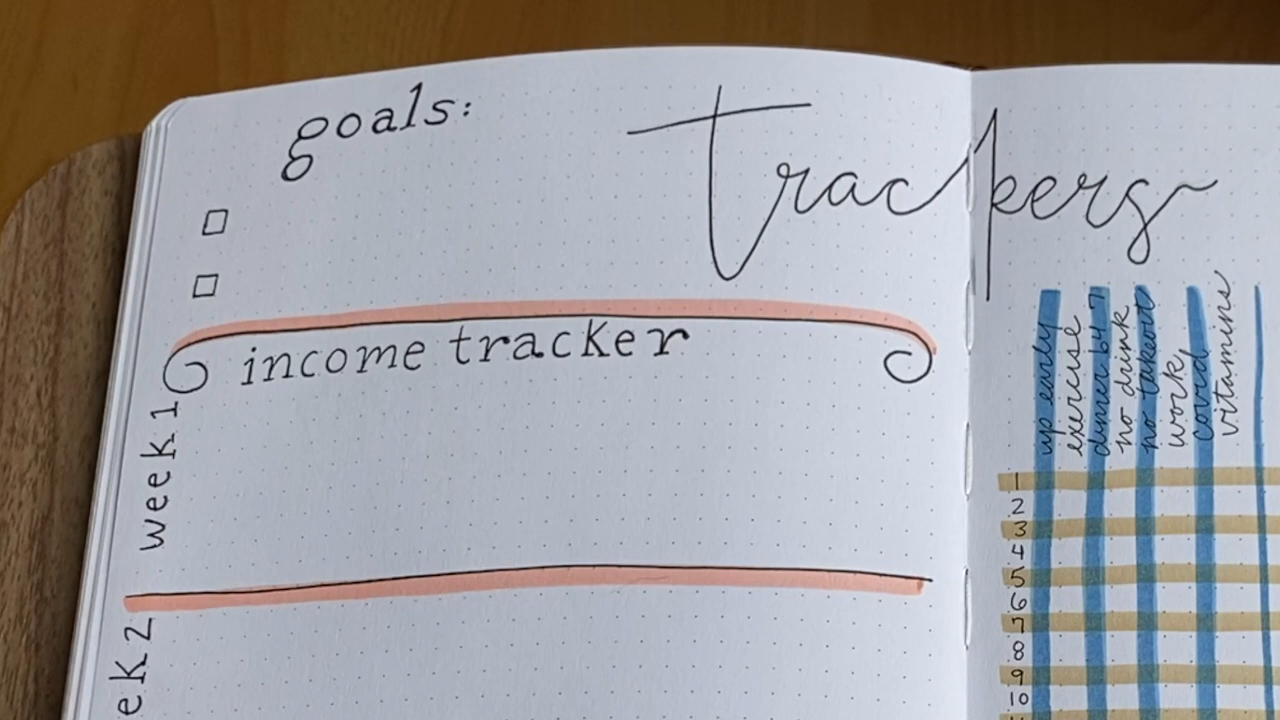 goals:
Trackers
income tracker
week 1
eek 2
up early
exercise
dinner b4 7
no drink
no takeout
work
covid
vitamins
1
2
3
4
5
6
7
8
9
10